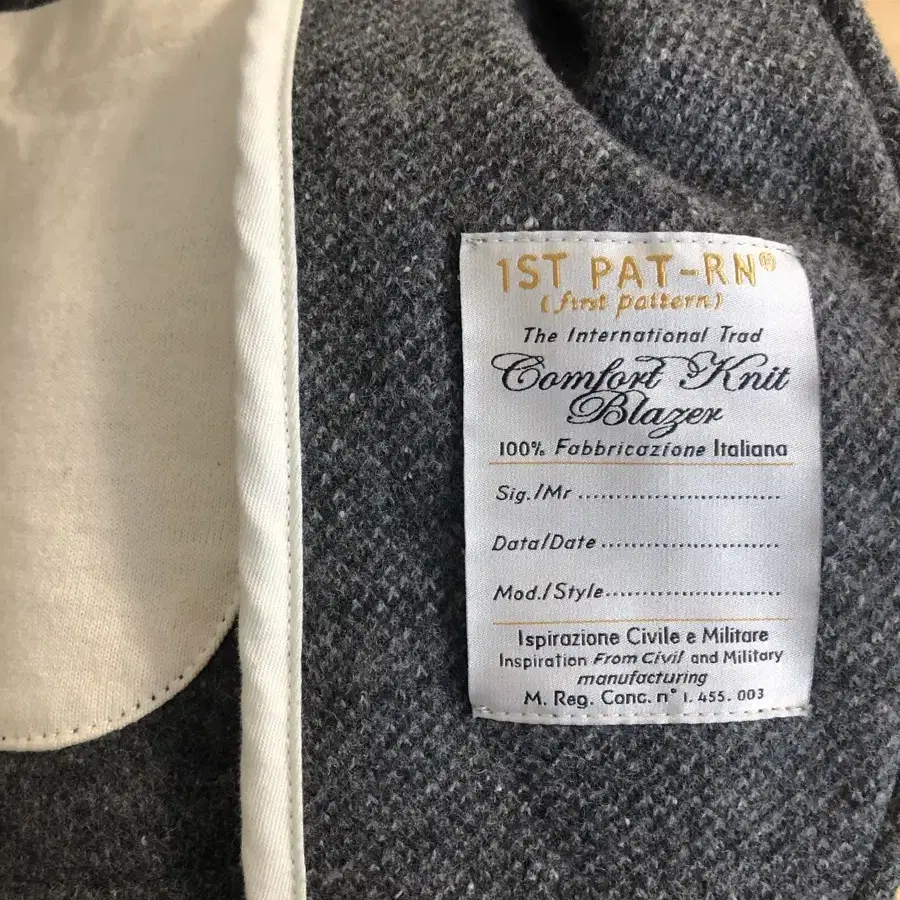 1ST PAT-RN®
(first pattern)
The International Trad
Comfort Knit
Blazer
100% Fabbricazione Italiana
Sig./Mr ............................
Data/Date ........................
Mod./Style........................
Ispirazione Civile e Militare
Inspiration From Civil and Military
manufacturing
M. Reg. Conc. n° 1.455.003